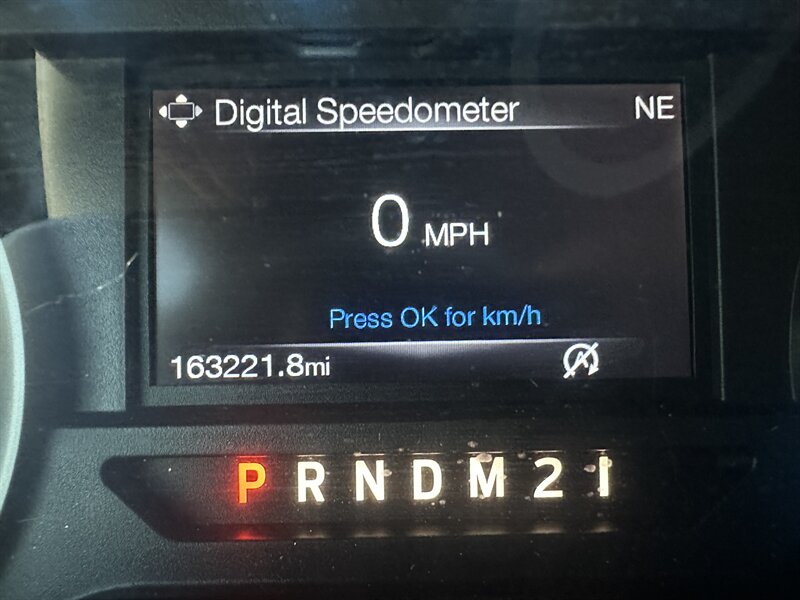 Digital Speedometer NE
0 MPH
Press OK for km/h
163221.8mi
P R N D M 2 1